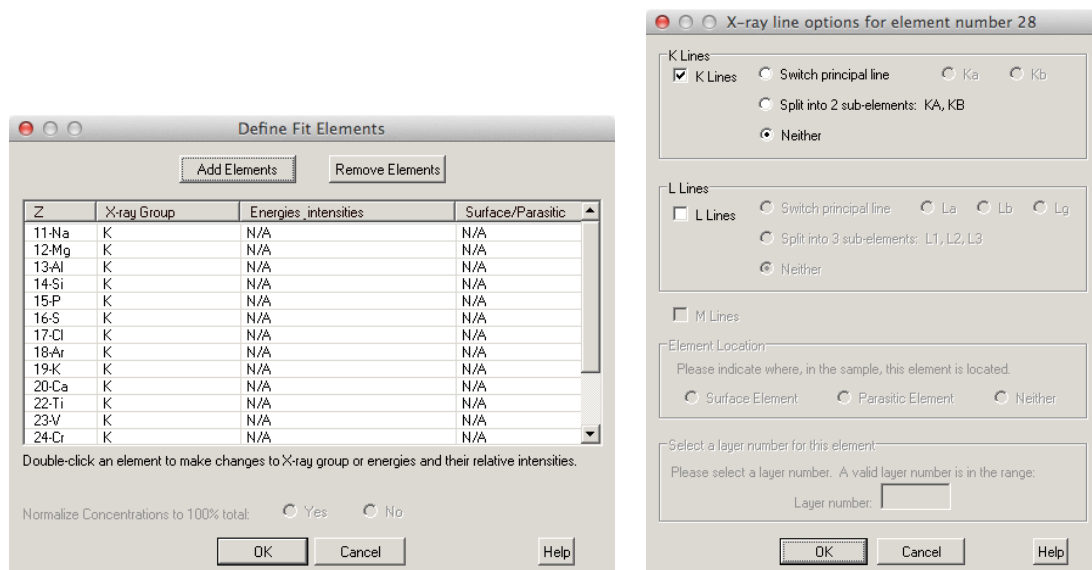 Define Fit Elements
Add Elements Remove Elements
Z X-ray Group Energies_intensities Surface/Parasitic
11-Na K N/A N/A
12-Mg K N/A N/A
13-Al K N/A N/A
14-Si K N/A N/A
15-P K N/A N/A
16-S K N/A N/A
17-Cl K N/A N/A
18-Ar K N/A N/A
19-K K N/A N/A
20-Ca K N/A N/A
22-Ti K N/A N/A
23-V K N/A N/A
24-Cr K N/A N/A
Double-click an element to make changes to X-ray group or energies and their relative intensities.
Normalize Concentrations to 100% total: Yes No
OK Cancel Help
X-ray line options for element number 28
K Lines
K Lines Switch principal line Ka Kb
Split into 2 sub-elements: KA, KB
Neither
L Lines
L Lines Switch principal line La Lb Lg
Split into 3 sub-elements: L1, L2, L3
Neither
M Lines
Element Location
Please indicate where, in the sample, this element is located.
Surface Element Parasitic Element Neither
Select a layer number for this element
Please select a layer number. A valid layer number is in the range:
Layer number:
OK Cancel Help